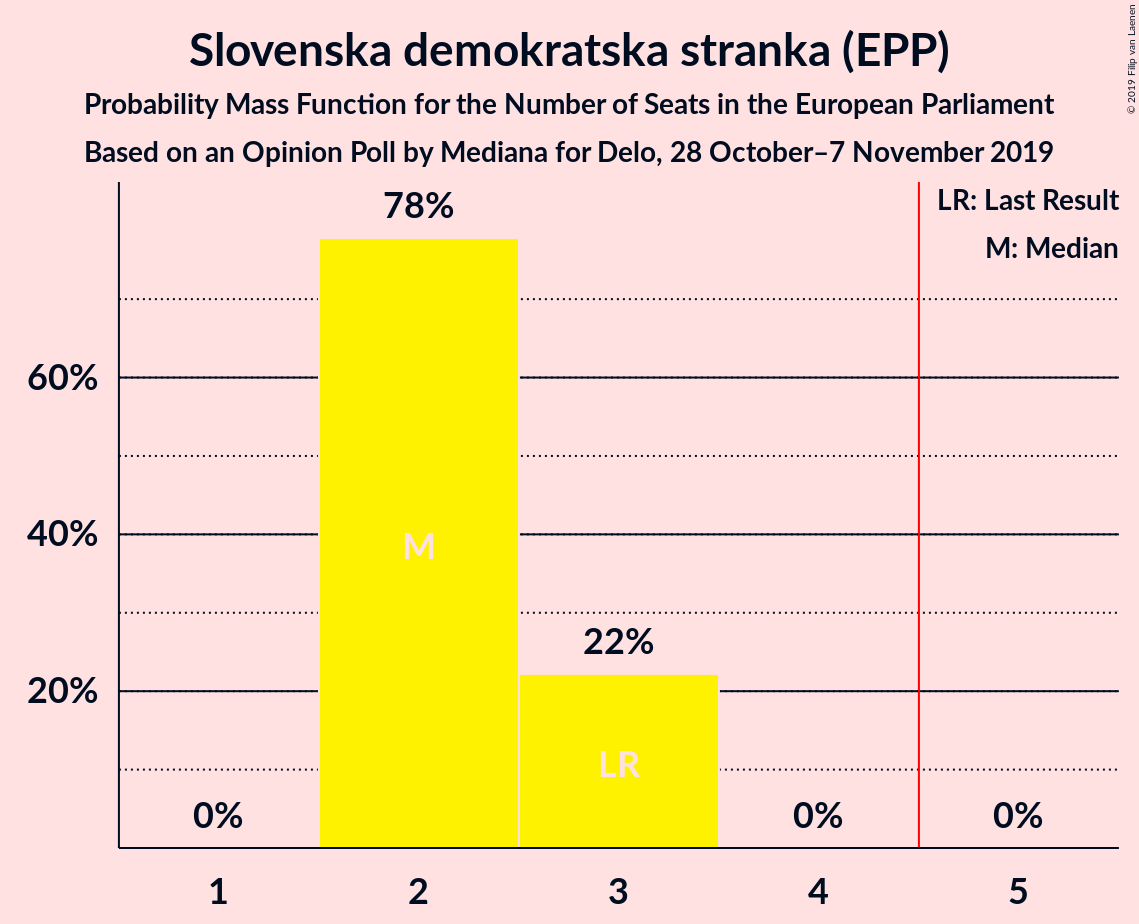 Slovenska demokratska stranka (EPP)
Probability Mass Function for the Number of Seats in the European Parliament
Based on an Opinion Poll by Mediana for Delo, 28 October–7 November 2019
© 2019 Filip van Laenen
LR: Last Result
M: Median
78%
60%
M
40%
22%
20%
LR
0%
0%
0%
1
2
3
4
5